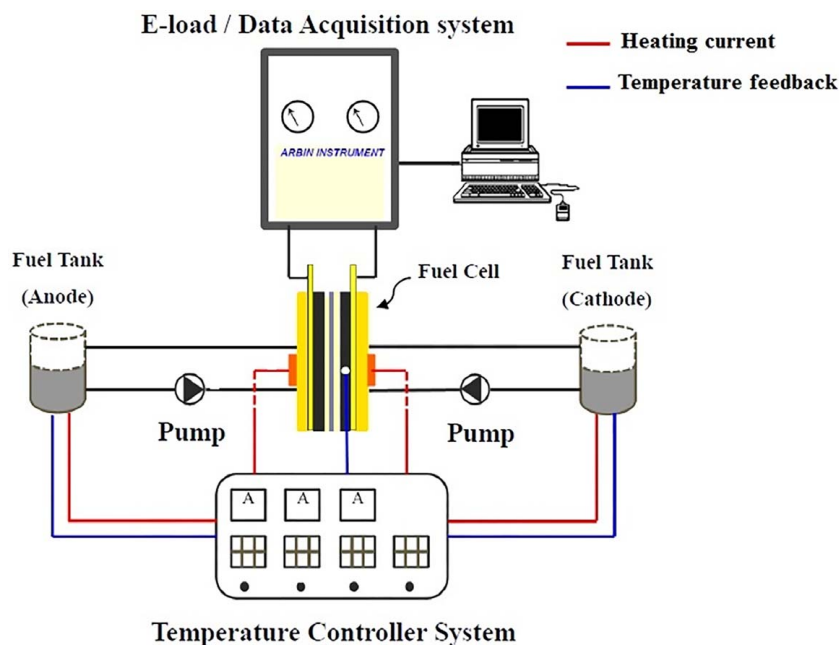 E-load / Data Acquisition system
Heating current
Temperature feedback
ARBIN INSTRUMENT
Fuel Tank
(Anode)
Fuel Cell
Fuel Tank
(Cathode)
Pump
Pump
A
A
A
Temperature Controller System